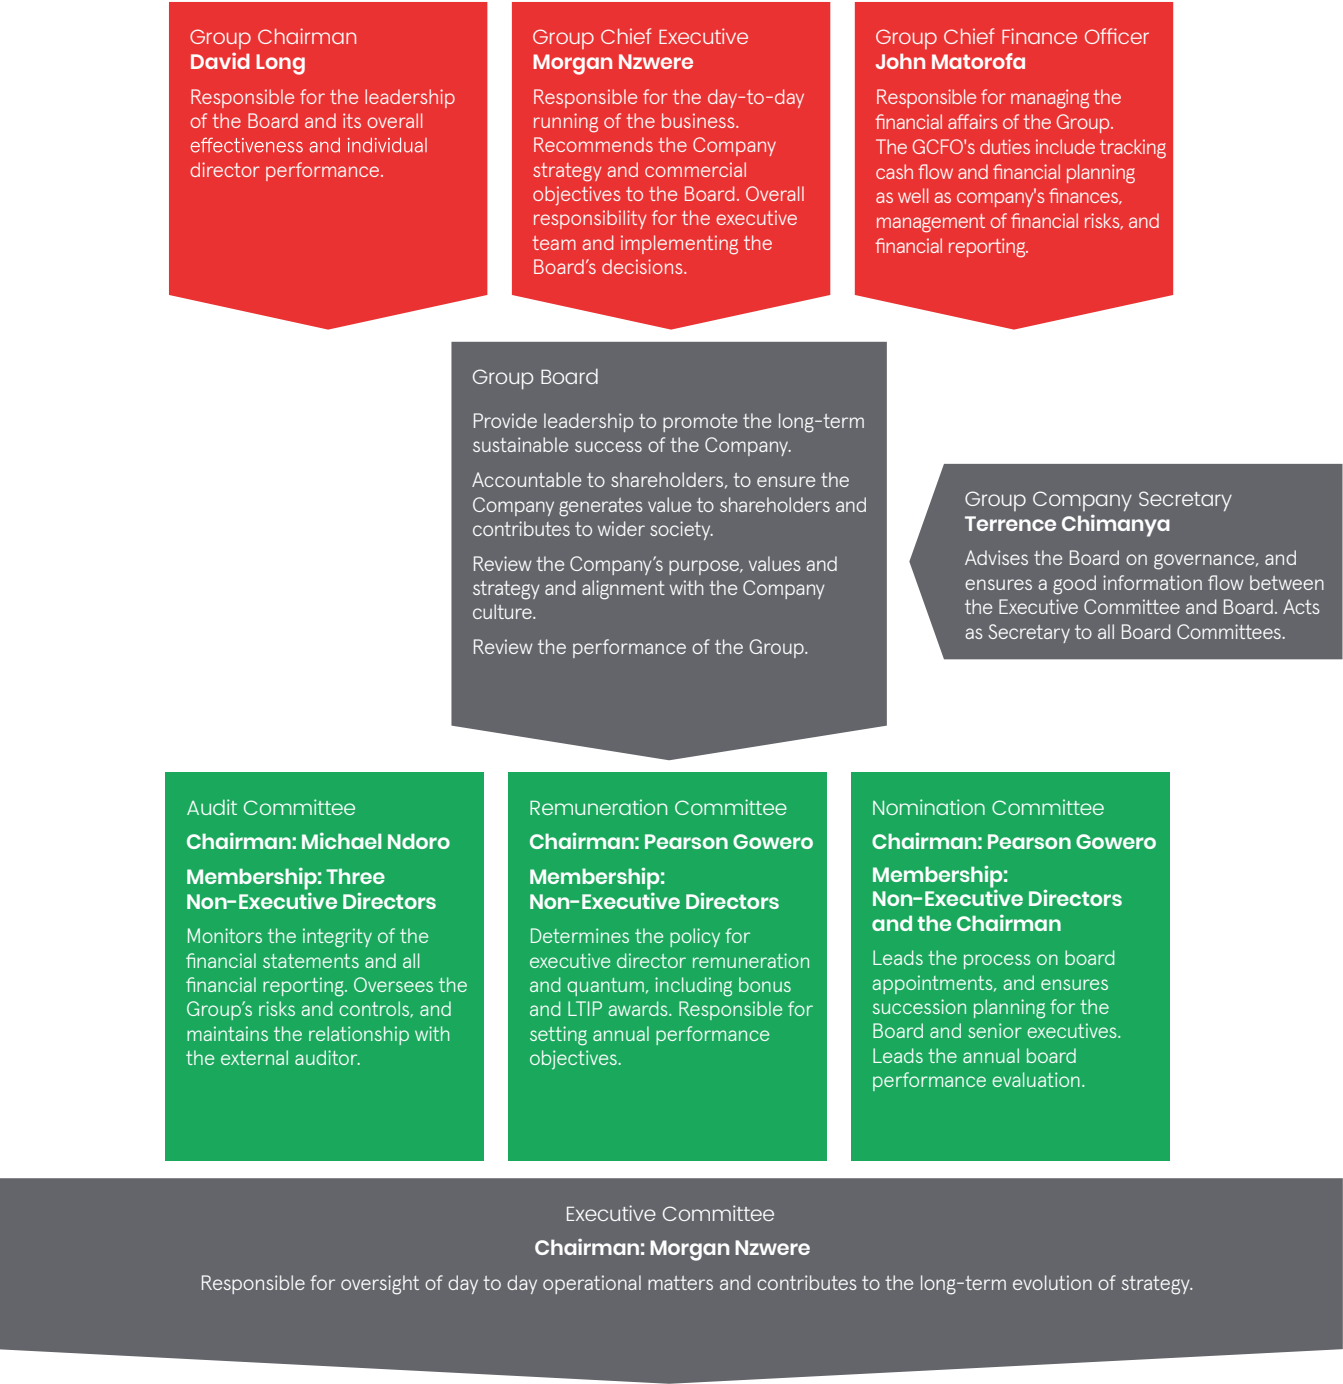 Group Chairman
David Long
Responsible for the leadership
of the Board and its overall
effectiveness and individual
director performance.
Group Chief Executive
Morgan Nzwere
Responsible for the day-to-day
running of the business.
Recommends the Company
strategy and commercial
objectives to the Board. Overall
responsibility for the executive
team and implementing the
Board’s decisions.
Group Chief Finance Officer
John Matorofa
Responsible for managing the
financial affairs of the Group.
The GCFO's duties include tracking
cash flow and financial planning
as well as company's finances,
management of financial risks, and
financial reporting.
Group Board
Provide leadership to promote the long-term
sustainable success of the Company.
Accountable to shareholders, to ensure the
Company generates value to shareholders and
contributes to wider society.
Review the Company’s purpose, values and
strategy and alignment with the Company
culture.
Review the performance of the Group.
Group Company Secretary
Terrence Chimanya
Advises the Board on governance, and
ensures a good information flow between
the Executive Committee and Board. Acts
as Secretary to all Board Committees.
Audit Committee
Chairman: Michael Ndoro
Membership: Three
Non-Executive Directors
Monitors the integrity of the
financial statements and all
financial reporting. Oversees the
Group’s risks and controls, and
maintains the relationship with
the external auditor.
Remuneration Committee
Chairman: Pearson Gowero
Membership:
Non-Executive Directors
Determines the policy for
executive director remuneration
and quantum, including bonus
and LTIP awards. Responsible for
setting annual performance
objectives.
Nomination Committee
Chairman: Pearson Gowero
Membership:
Non-Executive Directors
and the Chairman
Leads the process on board
appointments, and ensures
succession planning for the
Board and senior executives.
Leads the annual board
performance evaluation.
Executive Committee
Chairman: Morgan Nzwere
Responsible for oversight of day to day operational matters and contributes to the long-term evolution of strategy.